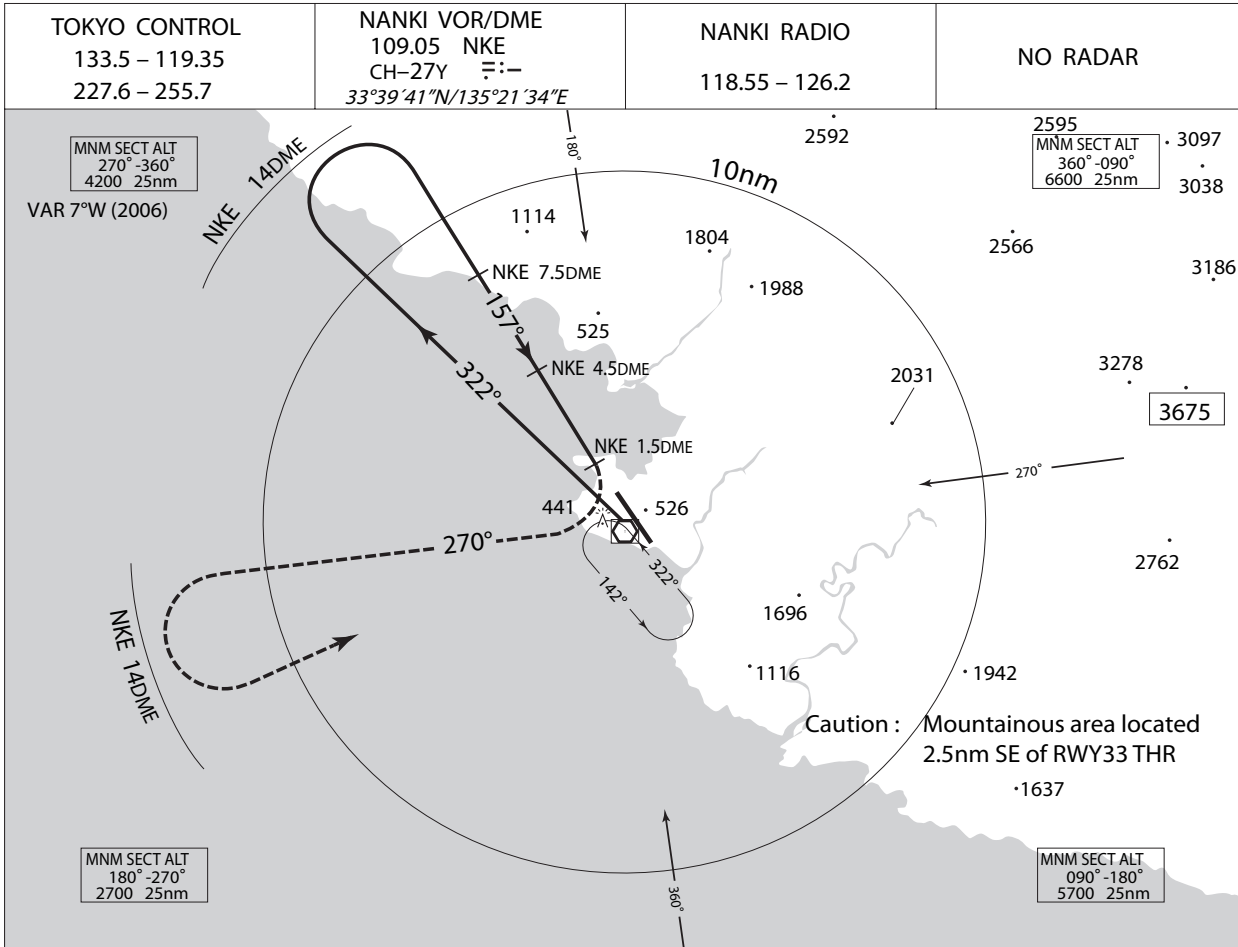 TOKYO CONTROL
133.5 – 119.35
227.6 – 255.7
NANKI VOR/DME
109.05 NKE
CH–27Y
33°39´41˝N/135°21´34˝E
NANKI RADIO
118.55 – 126.2
NO RADAR
MNM SECT ALT
270°-360°
4200 25nm
VAR 7°W (2006)
NKE 14DME
180°
2592
2595
MNM SECT ALT
360°-090°
6600 25nm
3097
3038
10nm
1114
1804
2566
3186
NKE 7.5DME
1988
157°
525
NKE 4.5DME
322°
2031
3278
3675
NKE 1.5DME
270°
441
526
270°
322°
142°
2762
1696
NKE 14DME
1116
1942
Caution : Mountainous area located
2.5nm SE of RWY33 THR
1637
MNM SECT ALT
180°-270°
2700 25nm
360°
MNM SECT ALT
090°-180°
5700 25nm